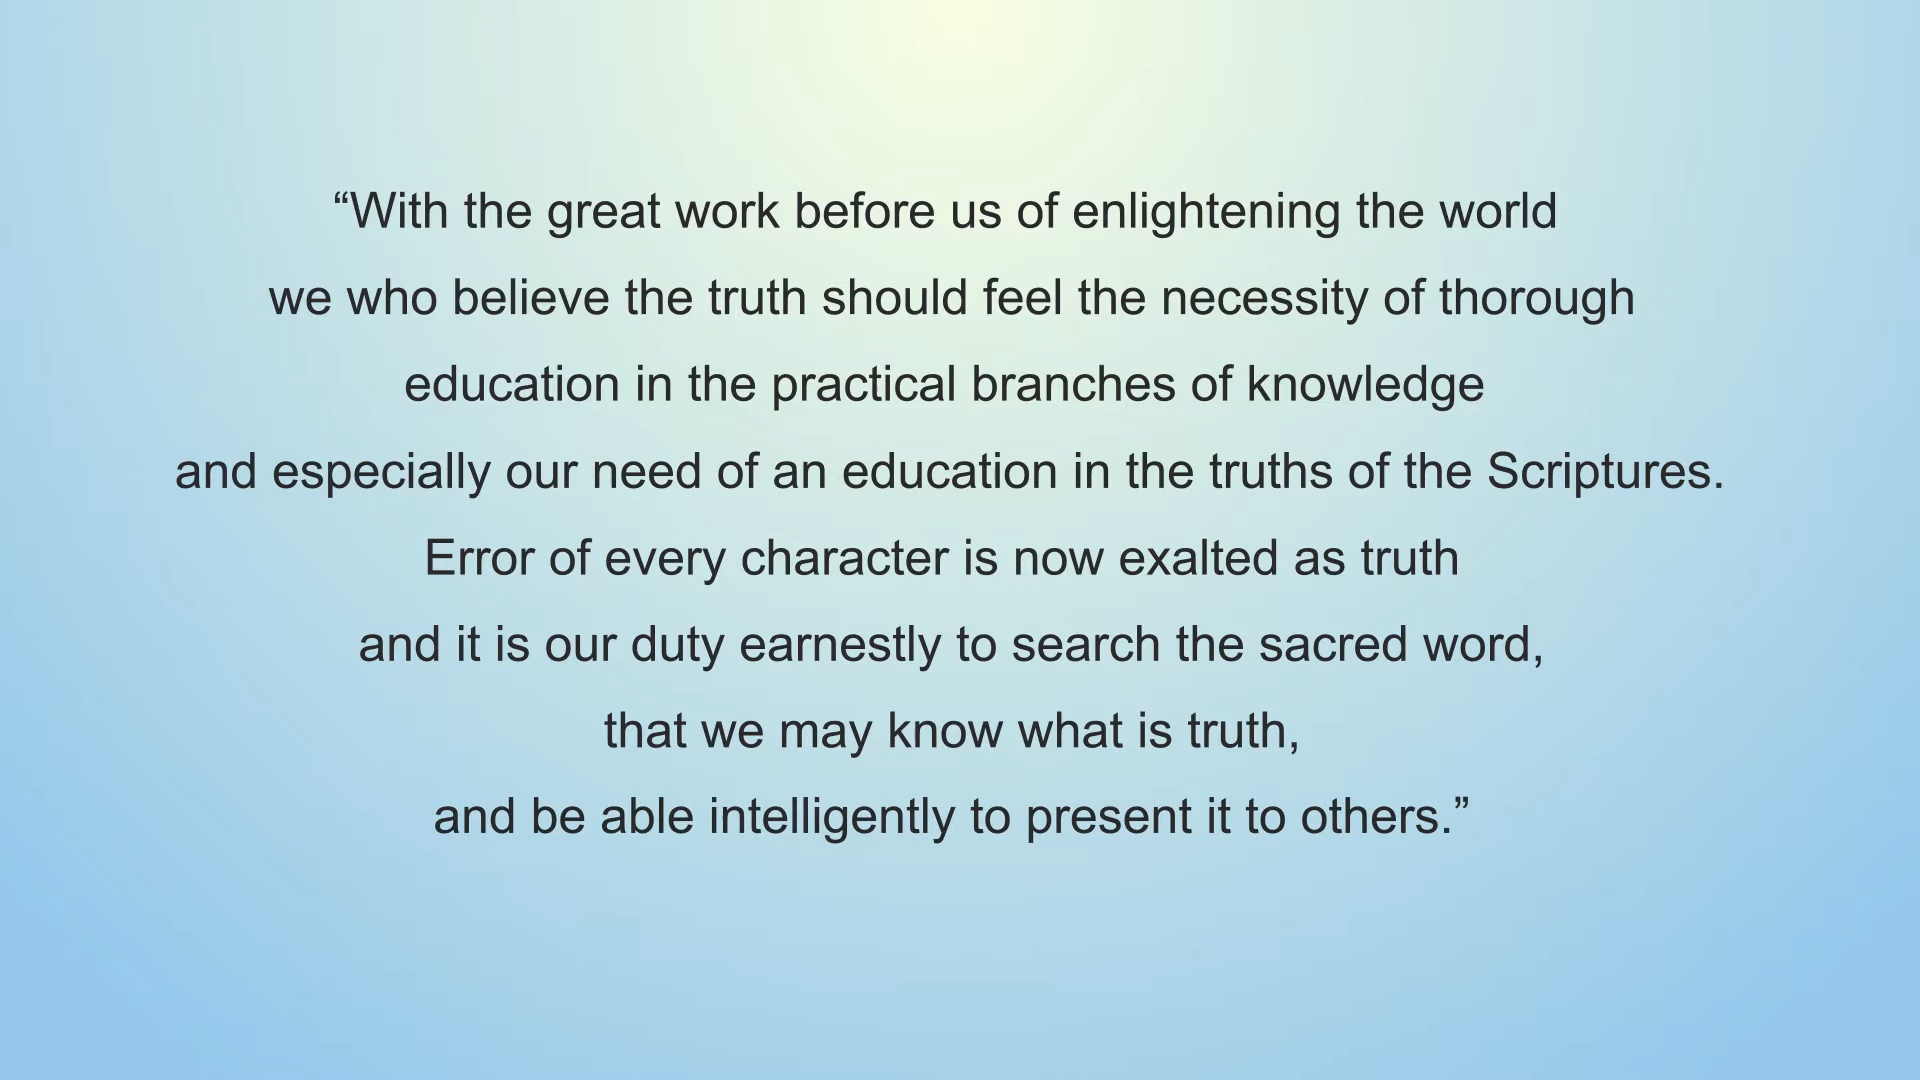 “With the great work before us of enlightening the world
we who believe the truth should feel the necessity of thorough
education in the practical branches of knowledge
and especially our need of an education in the truths of the Scriptures.
Error of every character is now exalted as truth
and it is our duty earnestly to search the sacred word,
that we may know what is truth,
and be able intelligently to present it to others.”